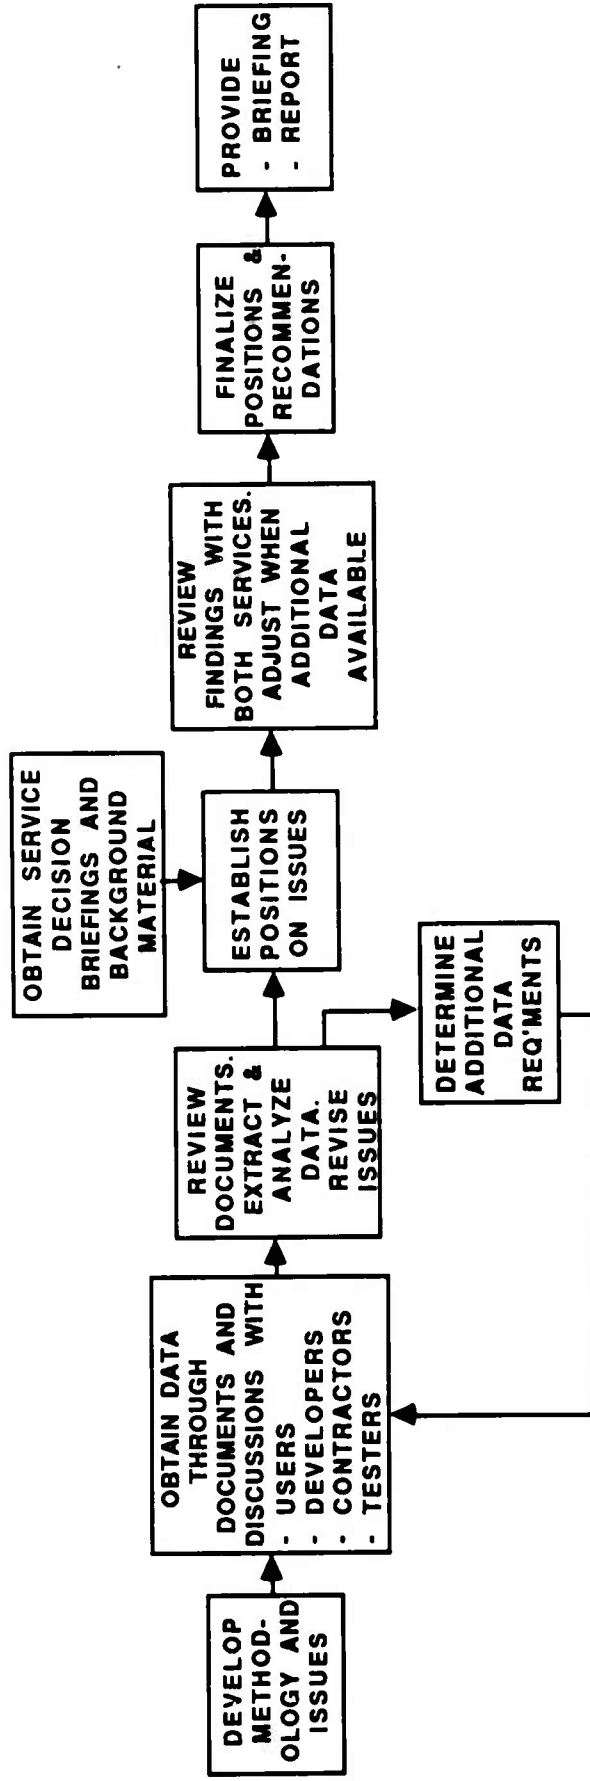 DEVELOP
METHOD-
OLOGY AND
ISSUES
OBTAIN DATA
THROUGH
DOCUMENTS AND
DISCUSSIONS WITH
- USERS
- DEVELOPERS
- CONTRACTORS
- TESTERS
REVIEW
DOCUMENTS.
EXTRACT &
ANALYZE
DATA.
REVISE
ISSUES
DETERMINE
ADDITIONAL
DATA
REQ'MENTS
OBTAIN SERVICE
DECISION
BRIEFINGS AND
BACKGROUND
MATERIAL
ESTABLISH
POSITIONS
ON ISSUES
REVIEW
FINDINGS WITH
BOTH SERVICES.
ADJUST WHEN
ADDITIONAL
DATA
AVAILABLE
FINALIZE
POSITIONS &
RECOMMEN-
DATIONS
PROVIDE
- BRIEFING
- REPORT